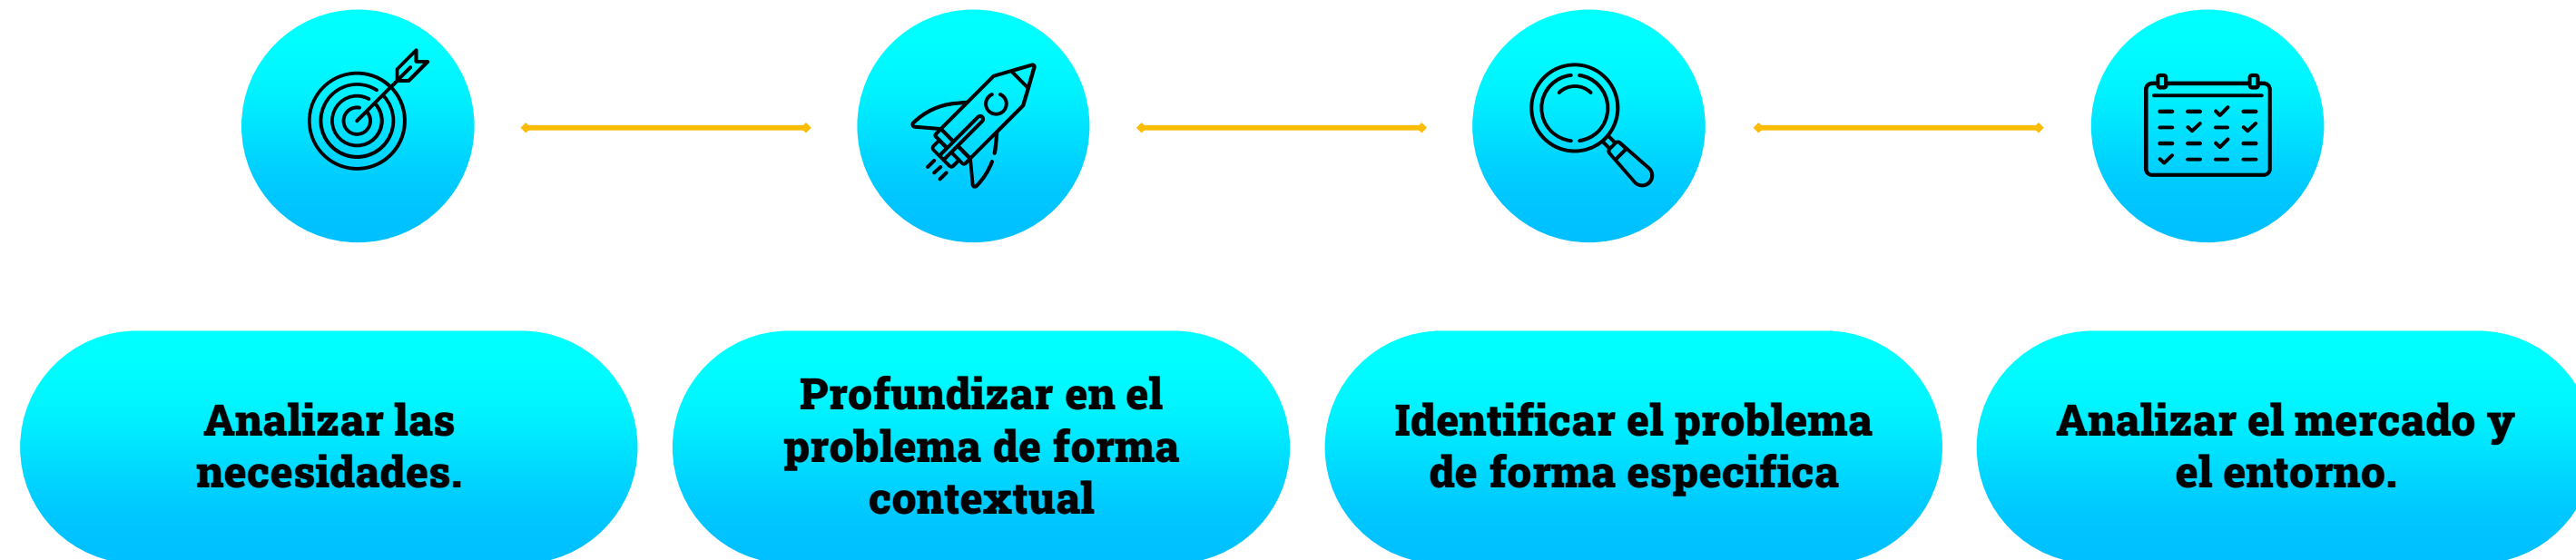 Analizar las
necesidades.
Profundizar en el
problema de forma
contextual
Identificar el problema
de forma especifica
Analizar el mercado y
el entorno.